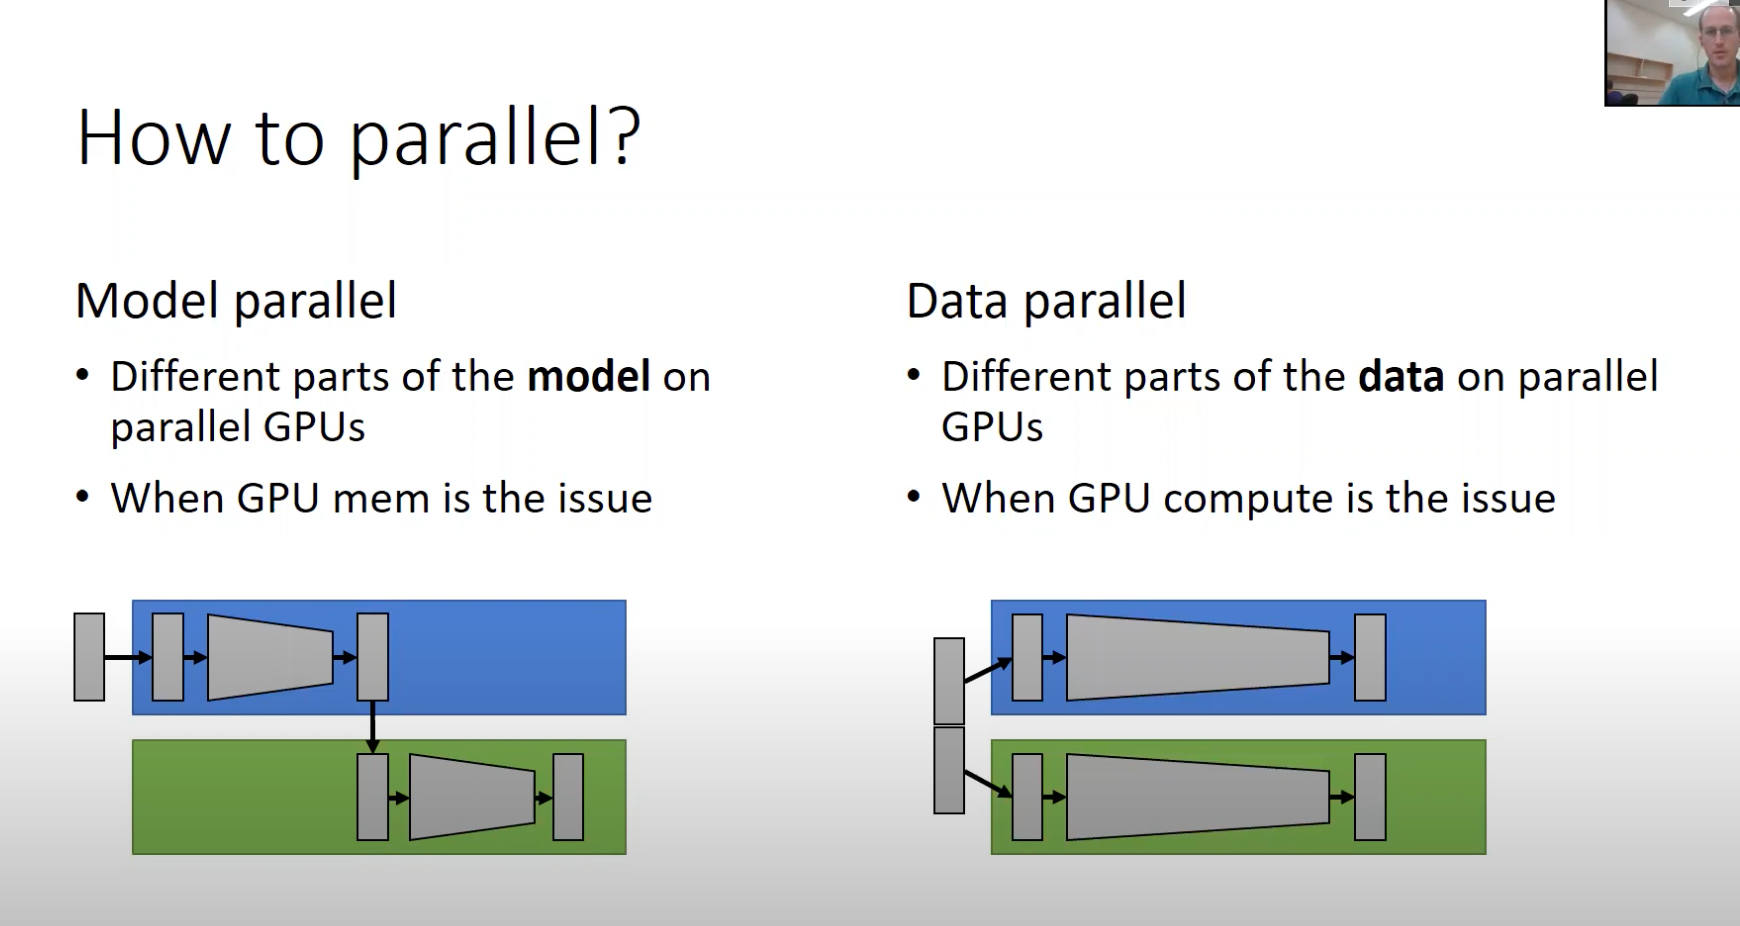 How to parallel?
Model parallel
• Different parts of the model on
parallel GPUs
• When GPU mem is the issue
Data parallel
• Different parts of the data on parallel
GPUs
• When GPU compute is the issue